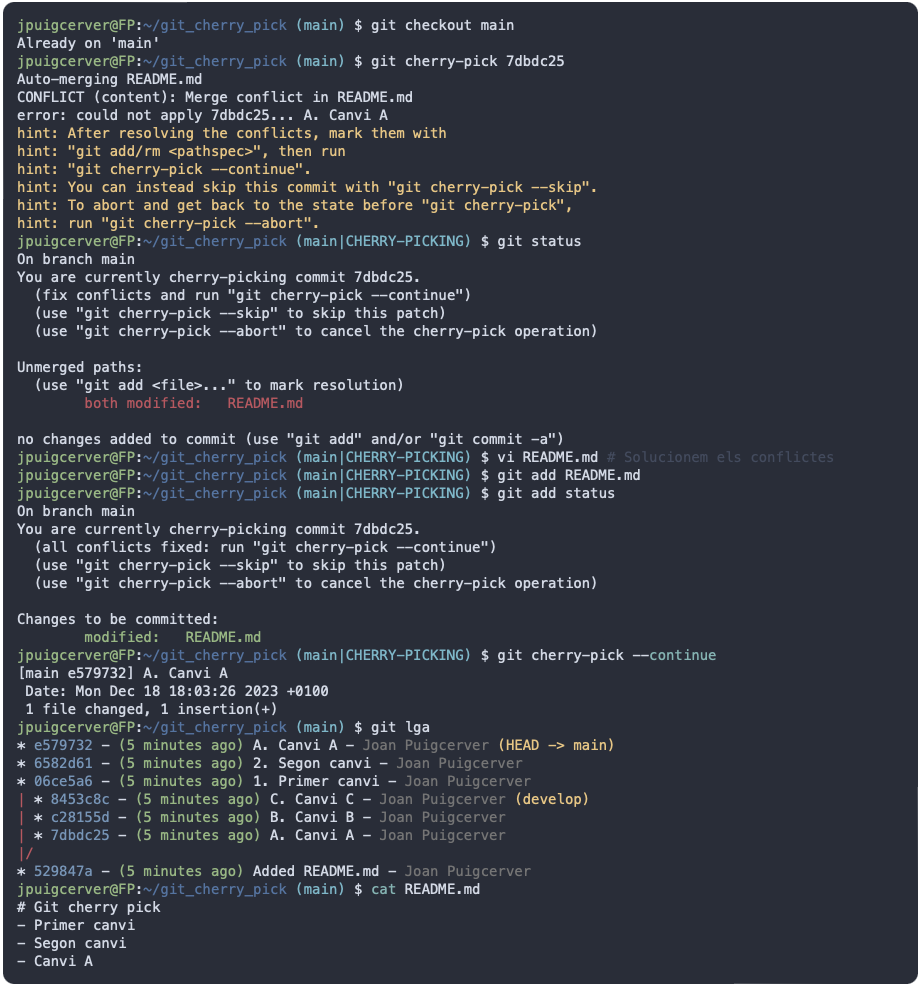 jpuigcerver@FP:~/git_cherry_pick (main) $ git checkout main
Already on 'main'
jpuigcerver@FP:~/git_cherry_pick (main) $ git cherry-pick 7dbdc25
Auto-merging README.md
CONFLICT (content): Merge conflict in README.md
error: could not apply 7dbdc25... A. Canvi A
hint: After resolving the conflicts, mark them with
hint: "git add/rm <pathspec>", then run
hint: "git cherry-pick --continue".
hint: You can instead skip this commit with "git cherry-pick --skip".
hint: To abort and get back to the state before "git cherry-pick",
hint: run "git cherry-pick --abort".
jpuigcerver@FP:~/git_cherry_pick (main|CHERRY-PICKING) $ git status
On branch main
You are currently cherry-picking commit 7dbdc25.
  (fix conflicts and run "git cherry-pick --continue")
  (use "git cherry-pick --skip" to skip this patch)
  (use "git cherry-pick --abort" to cancel the cherry-pick operation)

Unmerged paths:
  (use "git add <file>..." to mark resolution)
        both modified:   README.md

no changes added to commit (use "git add" and/or "git commit -a")
jpuigcerver@FP:~/git_cherry_pick (main|CHERRY-PICKING) $ vi README.md # Solucionem els conflictes
jpuigcerver@FP:~/git_cherry_pick (main|CHERRY-PICKING) $ git add README.md
jpuigcerver@FP:~/git_cherry_pick (main|CHERRY-PICKING) $ git add status
On branch main
You are currently cherry-picking commit 7dbdc25.
  (all conflicts fixed: run "git cherry-pick --continue")
  (use "git cherry-pick --skip" to skip this patch)
  (use "git cherry-pick --abort" to cancel the cherry-pick operation)

Changes to be committed:
        modified:   README.md
jpuigcerver@FP:~/git_cherry_pick (main|CHERRY-PICKING) $ git cherry-pick --continue
[main e579732] A. Canvi A
 Date: Mon Dec 18 18:03:26 2023 +0100
 1 file changed, 1 insertion(+)
jpuigcerver@FP:~/git_cherry_pick (main) $ git lga
* e579732 - (5 minutes ago) A. Canvi A - Joan Puigcerver (HEAD -> main)
* 6582d61 - (5 minutes ago) 2. Segon canvi - Joan Puigcerver
* 06ce5a6 - (5 minutes ago) 1. Primer canvi - Joan Puigcerver
| * 8453c8c - (5 minutes ago) C. Canvi C - Joan Puigcerver (develop)
| * c28155d - (5 minutes ago) B. Canvi B - Joan Puigcerver
| * 7dbdc25 - (5 minutes ago) A. Canvi A - Joan Puigcerver
|/
* 529847a - (5 minutes ago) Added README.md - Joan Puigcerver
jpuigcerver@FP:~/git_cherry_pick (main) $ cat README.md
# Git cherry pick
- Primer canvi
- Segon canvi
- Canvi A